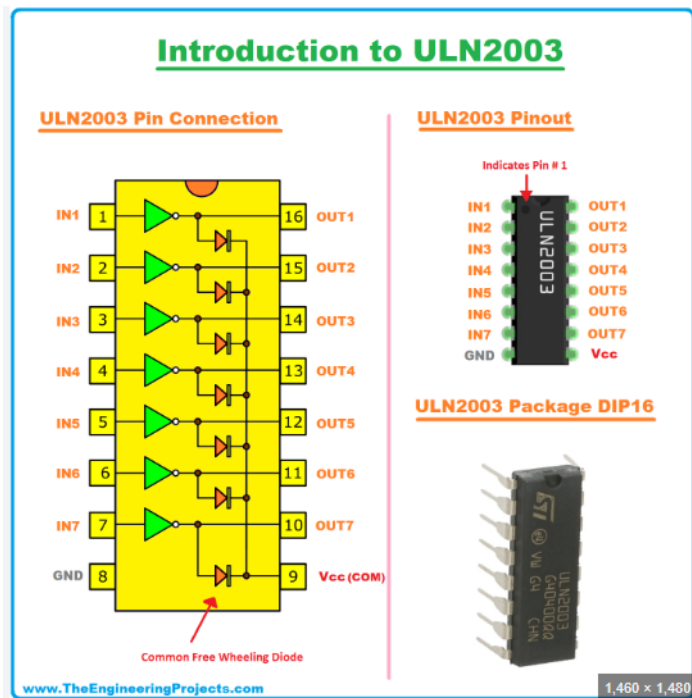 Introduction to ULN2003
ULN2003 Pin Connection
IN1 1 16 OUT1
IN2 2 15 OUT2
IN3 3 14 OUT3
IN4 4 13 OUT4
IN5 5 12 OUT5
IN6 6 11 OUT6
IN7 7 10 OUT7
GND 8 9 Vcc (COM)
Common Free Wheeling Diode
ULN2003 Pinout
Indicates Pin # 1
IN1 OUT1
IN2 OUT2
IN3 OUT3
IN4 OUT4
IN5 OUT5
IN6 OUT6
IN7 OUT7
GND Vcc
ULN2003
ULN2003 Package DIP16
ST
VW G4
ULN2003
CHN
www.TheEngineeringProjects.com
1,460 × 1,480